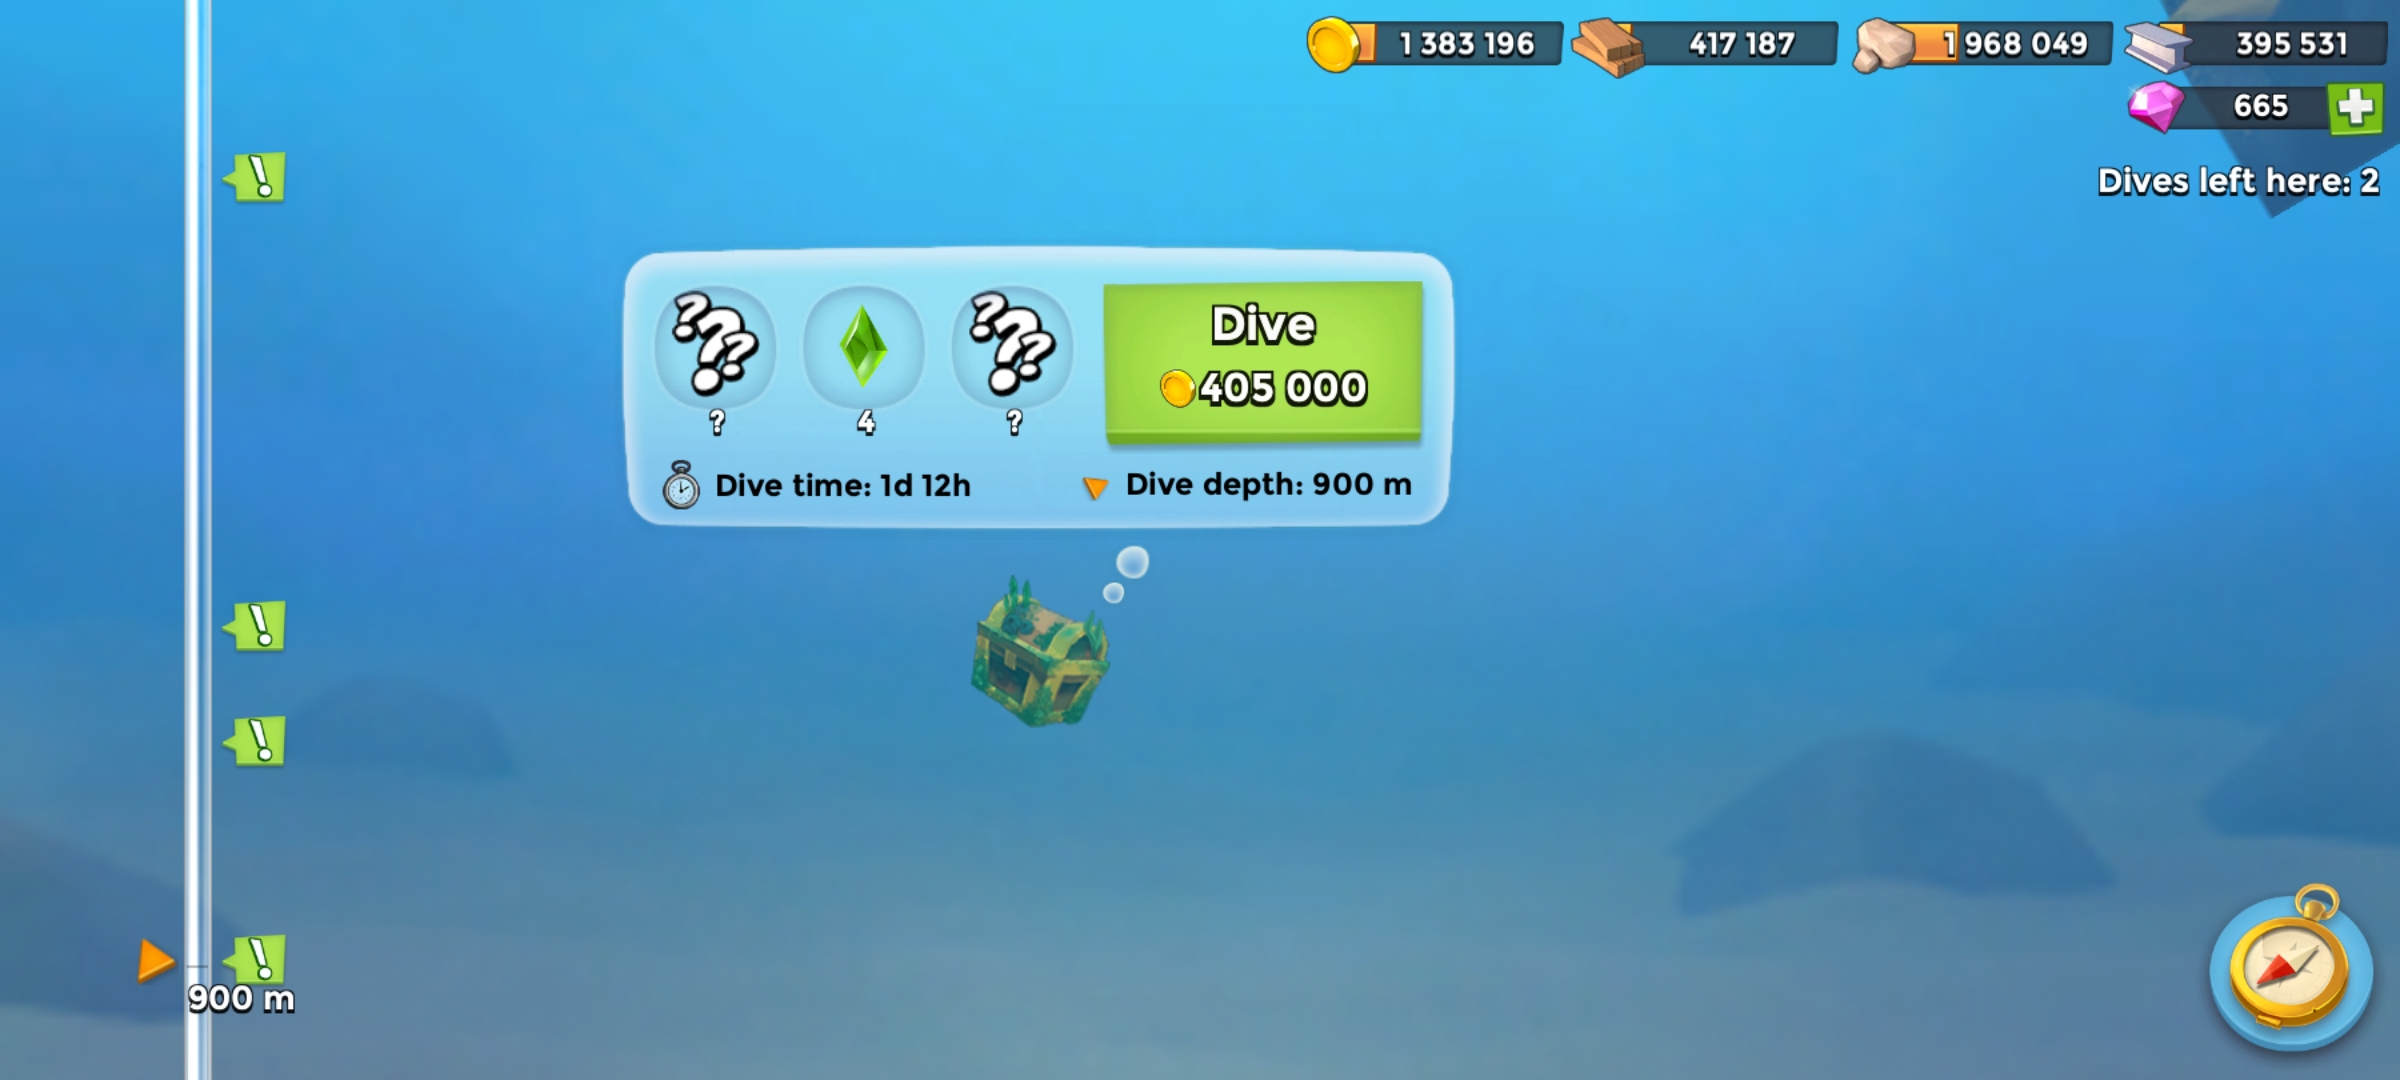 1 383 196
417 187
1 968 049
395 531
665
Dives left here: 2
???? 
?
4
????
?
Dive
405 000
Dive time: 1d 12h
Dive depth: 900 m
!
!
!
!
900 m